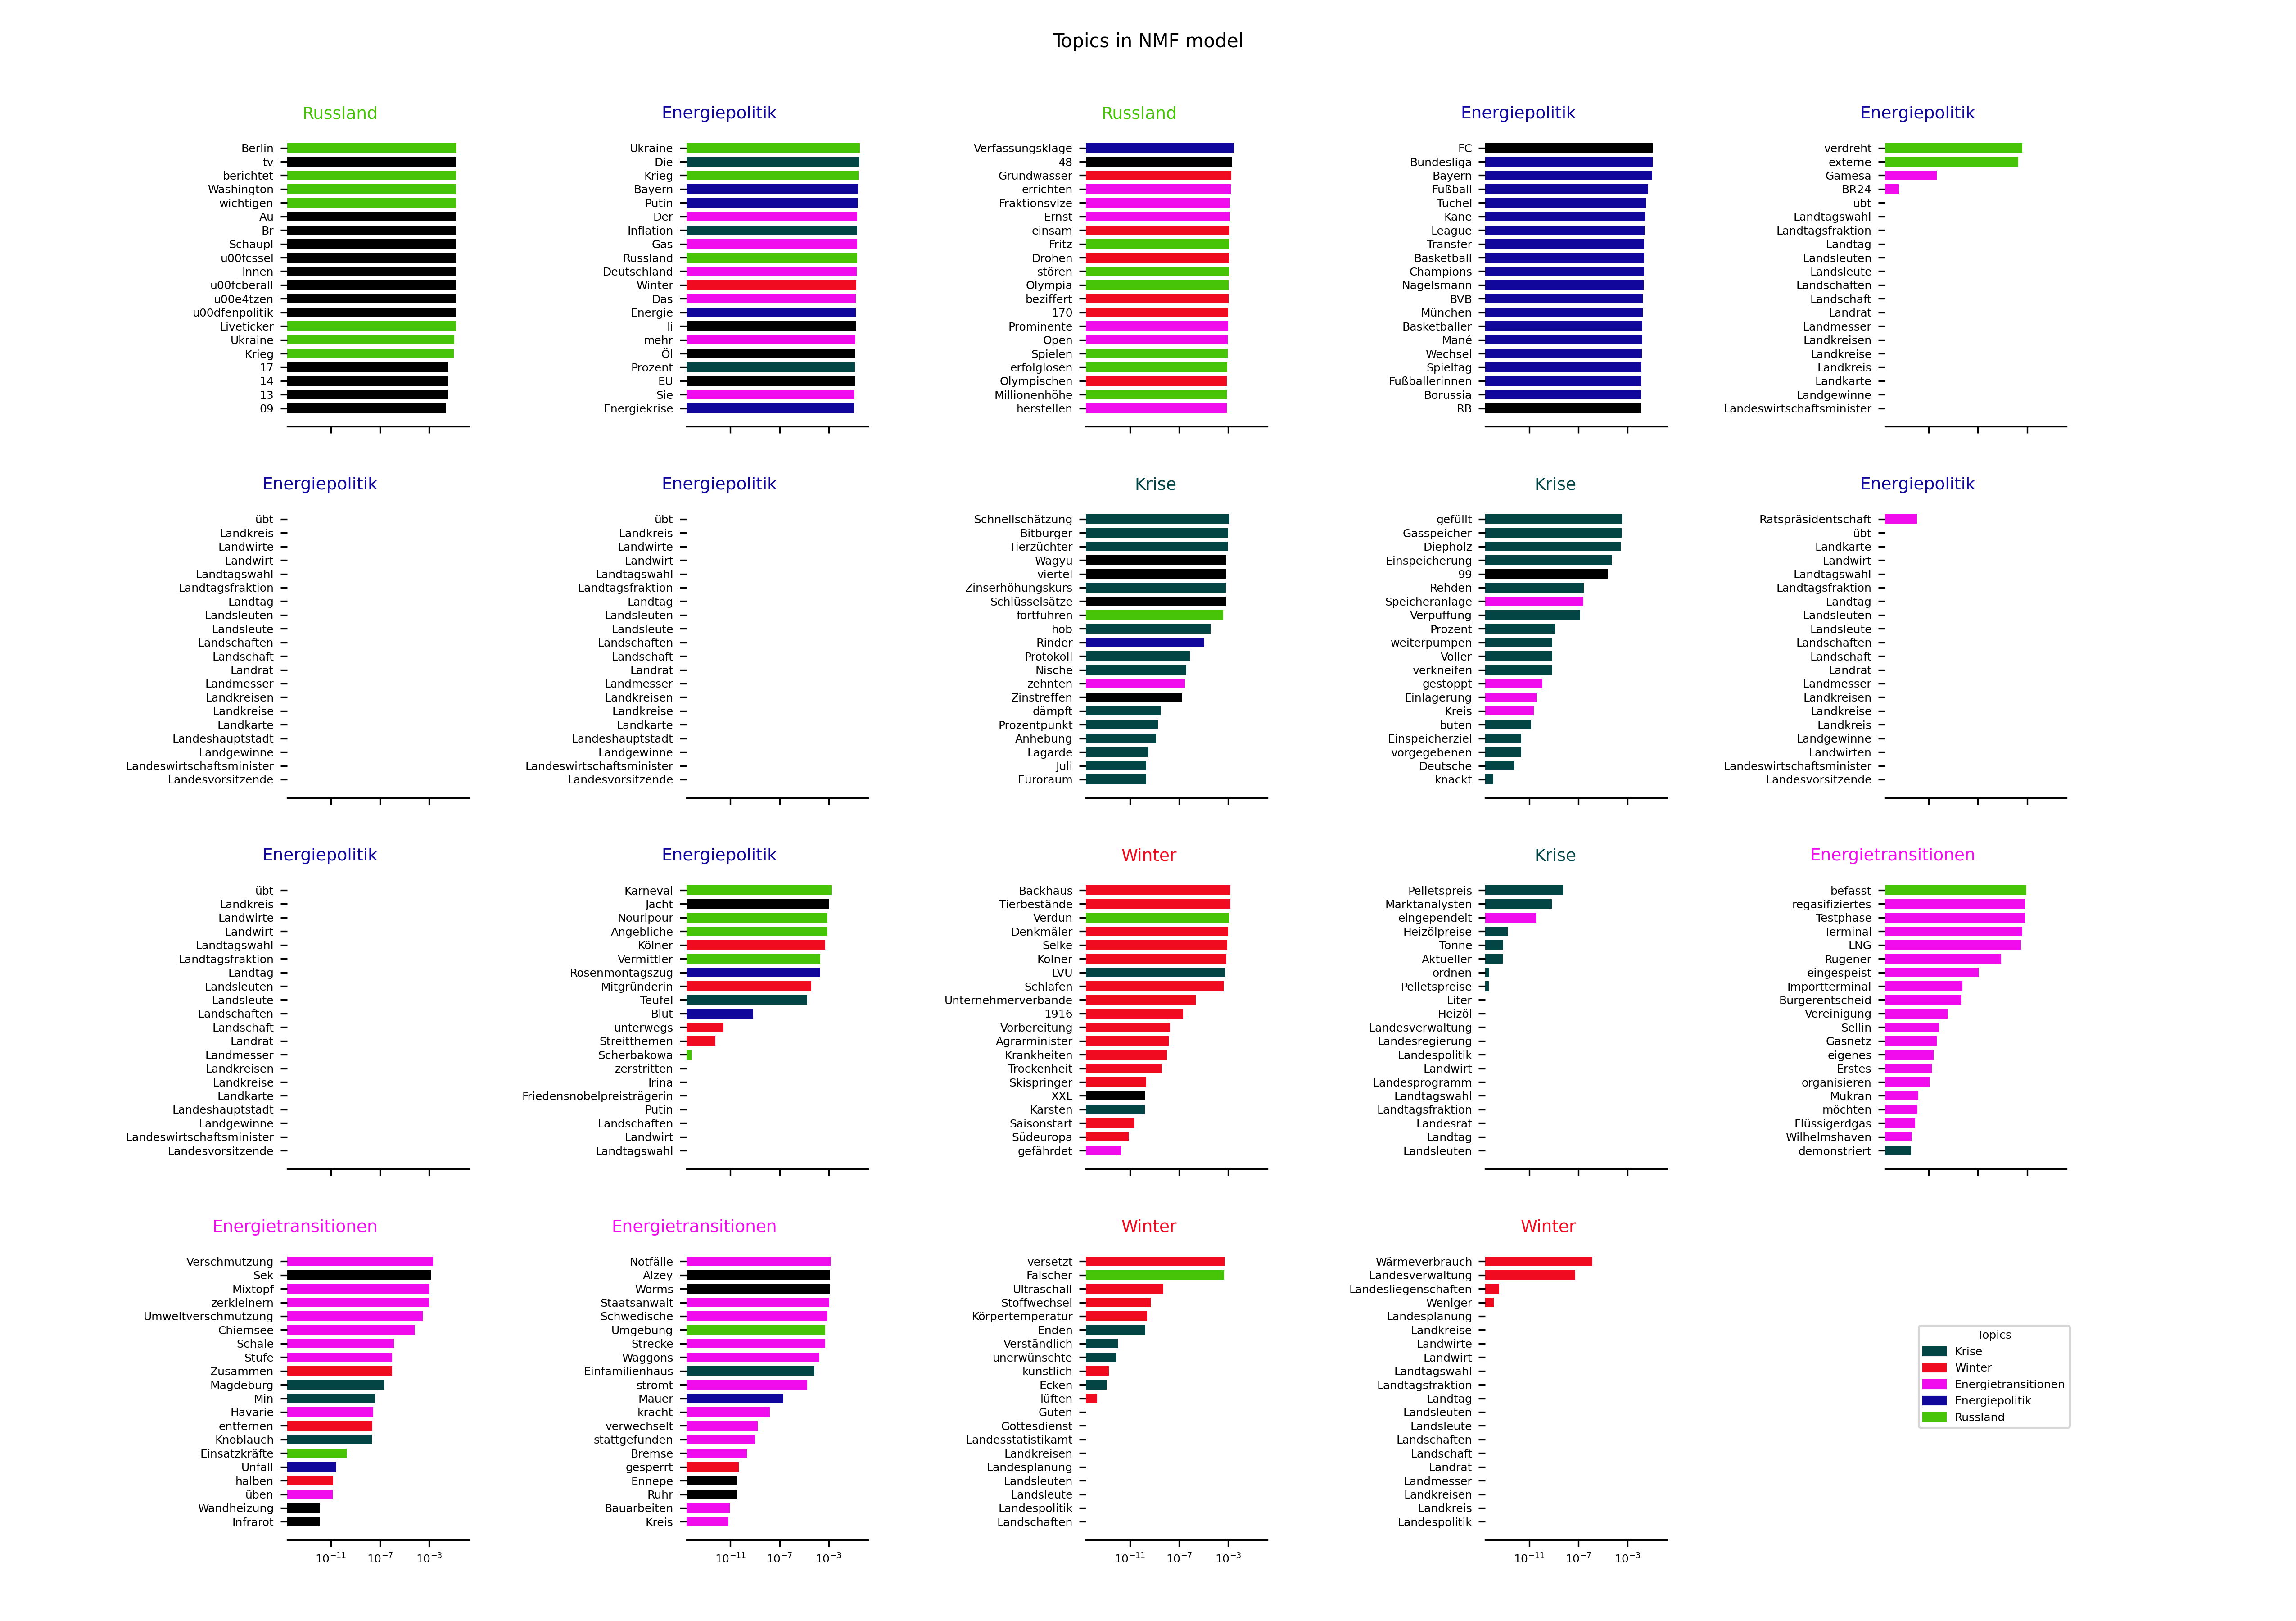 Topics in NMF model
Russland
Berlin
tv
berichtet
Washington
wichtigen
Au
Br
Schaupl
u00fcssel
Innen
u00fcberall
u00e4tzen
u00dfenpolitik
Liveticker
Ukraine
Krieg
17
14
13
09
Energiepolitik
Ukraine
Die
Krieg
Bayern
Putin
Der
Inflation
Gas
Russland
Deutschland
Winter
Das
Energie
li
mehr
Öl
Prozent
EU
Sie
Energiekrise
Russland
Verfassungsklage
48
Grundwasser
errichten
Fraktionsvize
Ernst
einsam
Fritz
Drohen
stören
Olympia
beziffert
170
Prominente
Open
Spielen
erfolglosen
Olympischen
Millionenhöhe
herstellen
Energiepolitik
FC
Bundesliga
Bayern
Fußball
Tuchel
Kane
League
Transfer
Basketball
Champions
Nagelsmann
BVB
München
Basketballer
Mané
Wechsel
Spieltag
Fußballerinnen
Borussia
RB
Energiepolitik
verdreht
externe
Gamesa
BR24
übt
Landtagswahl
Landtagsfraktion
Landtag
Landsleuten
Landsleute
Landschaften
Landschaft
Landrat
Landmesser
Landkreisen
Landkreise
Landkreis
Landkarte
Landgewinne
Landeswirtschaftsminister
Energiepolitik
übt
Landkreis
Landwirte
Landwirt
Landtagswahl
Landtagsfraktion
Landtag
Landsleuten
Landsleute
Landschaften
Landschaft
Landrat
Landmesser
Landkreisen
Landkreise
Landkarte
Landeshauptstadt
Landgewinne
Landeswirtschaftsminister
Landesvorsitzende
Energiepolitik
übt
Landkreis
Landwirte
Landwirt
Landtagswahl
Landtagsfraktion
Landtag
Landsleuten
Landsleute
Landschaften
Landschaft
Landrat
Landmesser
Landkreisen
Landkreise
Landkarte
Landeshauptstadt
Landgewinne
Landeswirtschaftsminister
Landesvorsitzende
Krise
Schnellschätzung
Bitburger
Tierzüchter
Wagyu
viertel
Zinserhöhungskurs
Schlüsselsätze
fortführen
hob
Rinder
Protokoll
Nische
zehnten
Zinstreffen
dämpft
Prozentpunkt
Anhebung
Lagarde
Juli
Euroraum
Krise
gefüllt
Gasspeicher
Diepholz
Einspeicherung
99
Rehden
Speicheranlage
Verpuffung
Prozent
weiterpumpen
Voller
verkneifen
gestoppt
Einlagerung
Kreis
buten
Einspeicherziel
vorgegebenen
Deutsche
knackt
Energiepolitik
Ratspräsidentschaft
übt
Landkarte
Landwirt
Landtagswahl
Landtagsfraktion
Landtag
Landsleuten
Landsleute
Landschaften
Landschaft
Landrat
Landmesser
Landkreisen
Landkreise
Landkreis
Landgewinne
Landwirten
Landeswirtschaftsminister
Landesvorsitzende
Energiepolitik
übt
Landkreis
Landwirte
Landwirt
Landtagswahl
Landtagsfraktion
Landtag
Landsleuten
Landsleute
Landschaften
Landschaft
Landrat
Landmesser
Landkreisen
Landkreise
Landkarte
Landeshauptstadt
Landgewinne
Landeswirtschaftsminister
Landesvorsitzende
Energiepolitik
Karneval
Jacht
Nouripour
Angebliche
Kölner
Vermittler
Rosenmontagszug
Mitgründerin
Teufel
Blut
unterwegs
Streitthemen
Scherbakowa
zerstritten
Irina
Friedensnobelpreisträgerin
Putin
Landschaften
Landwirt
Landtagswahl
Winter
Backhaus
Tierbestände
Verdun
Denkmäler
Selke
Kölner
LVU
Schlafen
Unternehmerverbände
1916
Vorbereitung
Agrarminister
Krankheiten
Trockenheit
Skispringer
XXL
Karsten
Saisonstart
Südeuropa
gefährdet
Krise
Pelletspreis
Marktanalysten
eingependelt
Heizölpreise
Tonne
Aktueller
ordnen
Pelletspreise
Liter
Heizöl
Landesverwaltung
Landesregierung
Landespolitik
Landwirt
Landesprogramm
Landtagswahl
Landtagsfraktion
Landesrat
Landtag
Landsleuten
Energietransitionen
befasst
regasifiziertes
Testphase
Terminal
LNG
Rügener
eingespeist
Importterminal
Bürgerentscheid
Vereinigung
Sellin
Gasnetz
eigenes
Erstes
organisieren
Mukran
möchten
Flüssigerdgas
Wilhelmshaven
demonstriert
Energietransitionen
Verschmutzung
Sek
Mixtopf
zerkleinern
Umweltverschmutzung
Chiemsee
Schale
Stufe
Zusammen
Magdeburg
Min
Havarie
entfernen
Knoblauch
Einsatzkräfte
Unfall
halben
üben
Wandheizung
Infrarot
10⁻¹¹ 10⁻⁷ 10⁻³
Energietransitionen
Notfälle
Alzey
Worms
Staatsanwalt
Schwedische
Umgebung
Strecke
Waggons
Einfamilienhaus
strömt
Mauer
kracht
verwechselt
stattgefunden
Bremse
gesperrt
Ennepe
Ruhr
Bauarbeiten
Kreis
10⁻¹¹ 10⁻⁷ 10⁻³
Winter
versetzt
Falscher
Ultraschall
Stoffwechsel
Körpertemperatur
Enden
Verständlich
unerwünschte
künstlich
Ecken
lüften
Guten
Gottesdienst
Landesstatistikamt
Landkreisen
Landesplanung
Landsleuten
Landsleute
Landespolitik
Landschaften
10⁻¹¹ 10⁻⁷ 10⁻³
Winter
Wärmeverbrauch
Landesverwaltung
Landesliegenschaften
Weniger
Landesplanung
Landkreise
Landwirte
Landwirt
Landtagswahl
Landtagsfraktion
Landtag
Landsleuten
Landsleute
Landschaften
Landschaft
Landrat
Landmesser
Landkreisen
Landkreis
Landespolitik
10⁻¹¹ 10⁻⁷ 10⁻³
Topics
Krise
Winter
Energietransitionen
Energiepolitik
Russland